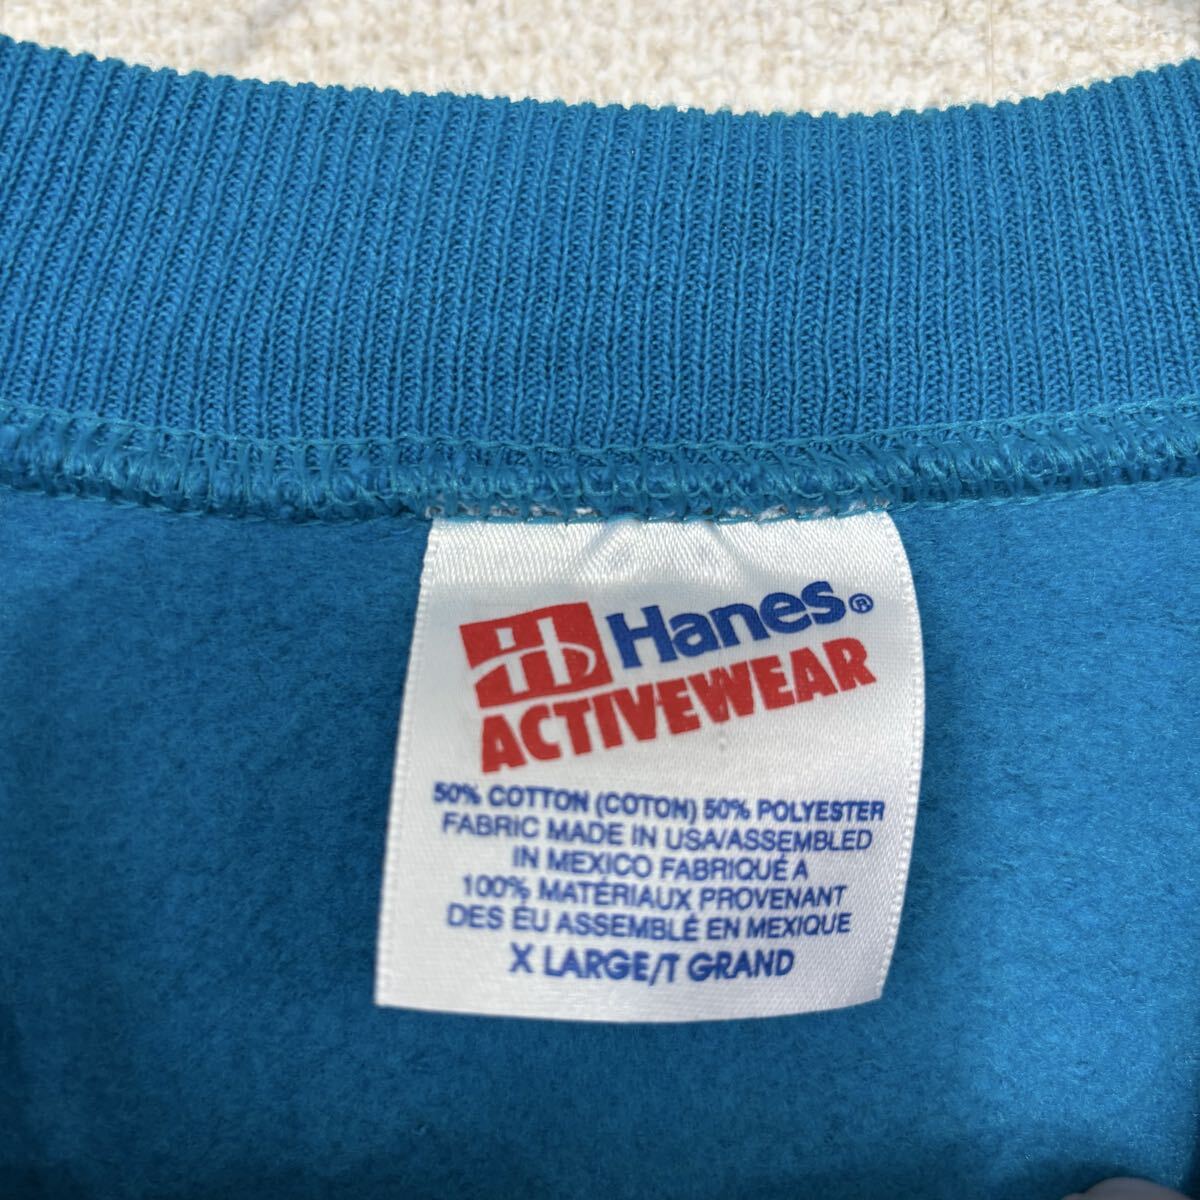 Hanes®
ACTIVEWEAR
50% COTTON (COTON) 50% POLYESTER
FABRIC MADE IN USA/ASSEMBLED
IN MEXICO FABRIQUÉ A
100% MATÉRIAUX PROVENANT
DES ÉU ASSEMBLÉ EN MEXIQUE
X LARGE/T GRAND